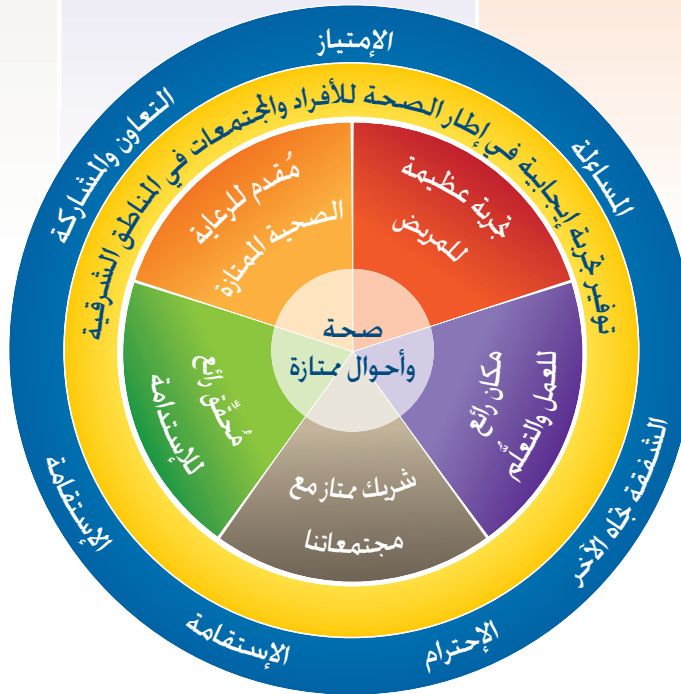 الإمتياز
المساءلة
الشفقة تجاه الآخر
الإحترام
الإستقامة
الإستقامة
التعاون والمشاركة
توفير تجربة إيجابية في إطار الصحة للأفراد والمجتمعات في المناطق الشرقية
تجربة عظيمة
للمريض
مكان رائع
للعمل والتعلّم
شريك ممتاز مع
مجتمعاتنا
مُحقّق رائع
للإستدامة
مُقدم للرعاية
الصحية الممتازة
صحة
وأحوال ممتازة